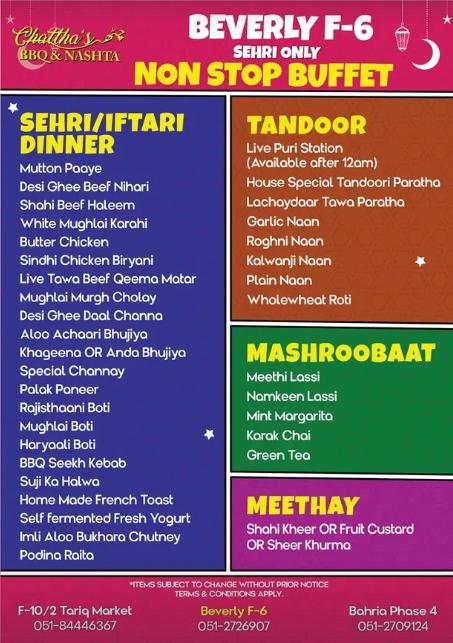 Chattha's
BBQ & NASHTA
BEVERLY F-6
SEHRI ONLY
NON STOP BUFFET
SEHRI/IFTARI
DINNER
Mutton Paaye
Desi Ghee Beef Nihari
Shahi Beef Haleem
White Mughlai Karahi
Butter Chicken
Sindhi Chicken Biryani
Live Tawa Beef Qeema Matar
Mughlai Murgh Cholay
Desi Ghee Daal Channa
Aloo Achaari Bhujiya
Khageena OR Anda Bhujiya
Special Channay
Palak Paneer
Rajisthaani Boti
Mughlai Boti
Haryaali Boti
BBQ Seekh Kebab
Suji Ka Halwa
Home Made French Toast
Self fermented Fresh Yogurt
Imli Aloo Bukhara Chutney
Podina Raita
TANDOOR
Live Puri Station
(Available after 12am)
House Special Tandoori Paratha
Lachaydaar Tawa Paratha
Garlic Naan
Roghni Naan
Kalwanji Naan
Plain Naan
Wholewheat Roti
MASHROOBAAT
Meethi Lassi
Namkeen Lassi
Mint Margarita
Karak Chai
Green Tea
MEETHAY
Shahi Kheer OR Fruit Custard
OR Sheer Khurma
*ITEMS SUBJECT TO CHANGE WITHOUT PRIOR NOTICE
TERMS & CONDITIONS APPLY.
F-10/2 Tariq Market
051-84446367
Beverly F-6
051-2726907
Bahria Phase 4
051-2709124